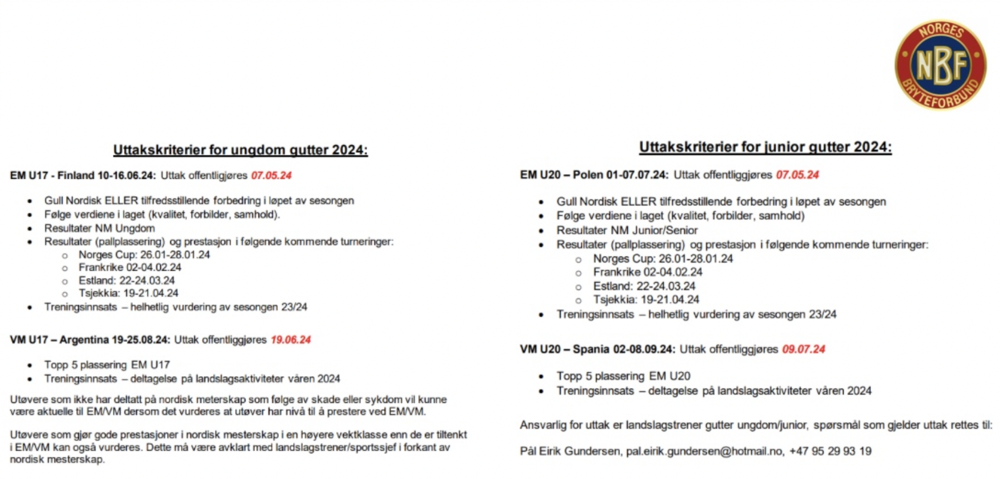 NORGES
NBF
BRYTEFORBUND
Uttakskriterier for ungdom gutter 2024:
EM U17 - Finland 10-16.06.24: Uttak offentligjøres 07.05.24
• Gull Nordisk ELLER tilfredsstillende forbedring i løpet av sesongen
• Følge verdiene i laget (kvalitet, forbilder, samhold).
• Resultater NM Ungdom
• Resultater (pallplassering) og prestasjon i følgende kommende turneringer:
o Norges Cup: 26.01-28.01.24
o Frankrike 02-04.02.24
o Estland: 22-24.03.24
o Tsjekkia: 19-21.04.24
• Treningsinnsats – helhetlig vurdering av sesongen 23/24
VM U17 – Argentina 19-25.08.24: Uttak offentliggjøres 19.06.24
• Topp 5 plassering EM U17
• Treningsinnsats – deltagelse på landslagsaktiviteter våren 2024
Utøvere som ikke har deltatt på nordisk meterskap som følge av skade eller sykdom vil kunne
være aktuelle til EM/VM dersom det vurderes at utøver har nivå til å prestere ved EM/VM.
Utøvere som gjør gode prestasjoner i nordisk mesterskap i en høyere vektklasse enn de er tiltenkt
i EM/VM kan også vurderes. Dette må være avklart med landslagstrener/sportssjef i forkant av
nordisk mesterskap.
Uttakskriterier for junior gutter 2024:
EM U20 – Polen 01-07.07.24: Uttak offentliggjøres 07.05.24
• Gull Nordisk ELLER tilfredsstillende forbedring i løpet av sesongen
• Følge verdiene i laget (kvalitet, forbilder, samhold)
• Resultater NM Junior/Senior
• Resultater (pallplassering) og prestasjon i følgende kommende turneringer:
o Norges Cup: 26.01-28.01.24
o Frankrike 02-04.02.24
o Estland: 22-24.03.24
o Tsjekkia: 19-21.04.24
• Treningsinnsats – helhetlig vurdering av sesongen 23/24
VM U20 – Spania 02-08.09.24: Uttak offentliggjøres 09.07.24
• Topp 5 plassering EM U20
• Treningsinnsats – deltagelse på landslagsaktiviteter våren 2024
Ansvarlig for uttak er landslagstrener gutter ungdom/junior, spørsmål som gjelder uttak rettes til:
Pål Eirik Gundersen, pal.eirik.gundersen@hotmail.no, +47 95 29 93 19